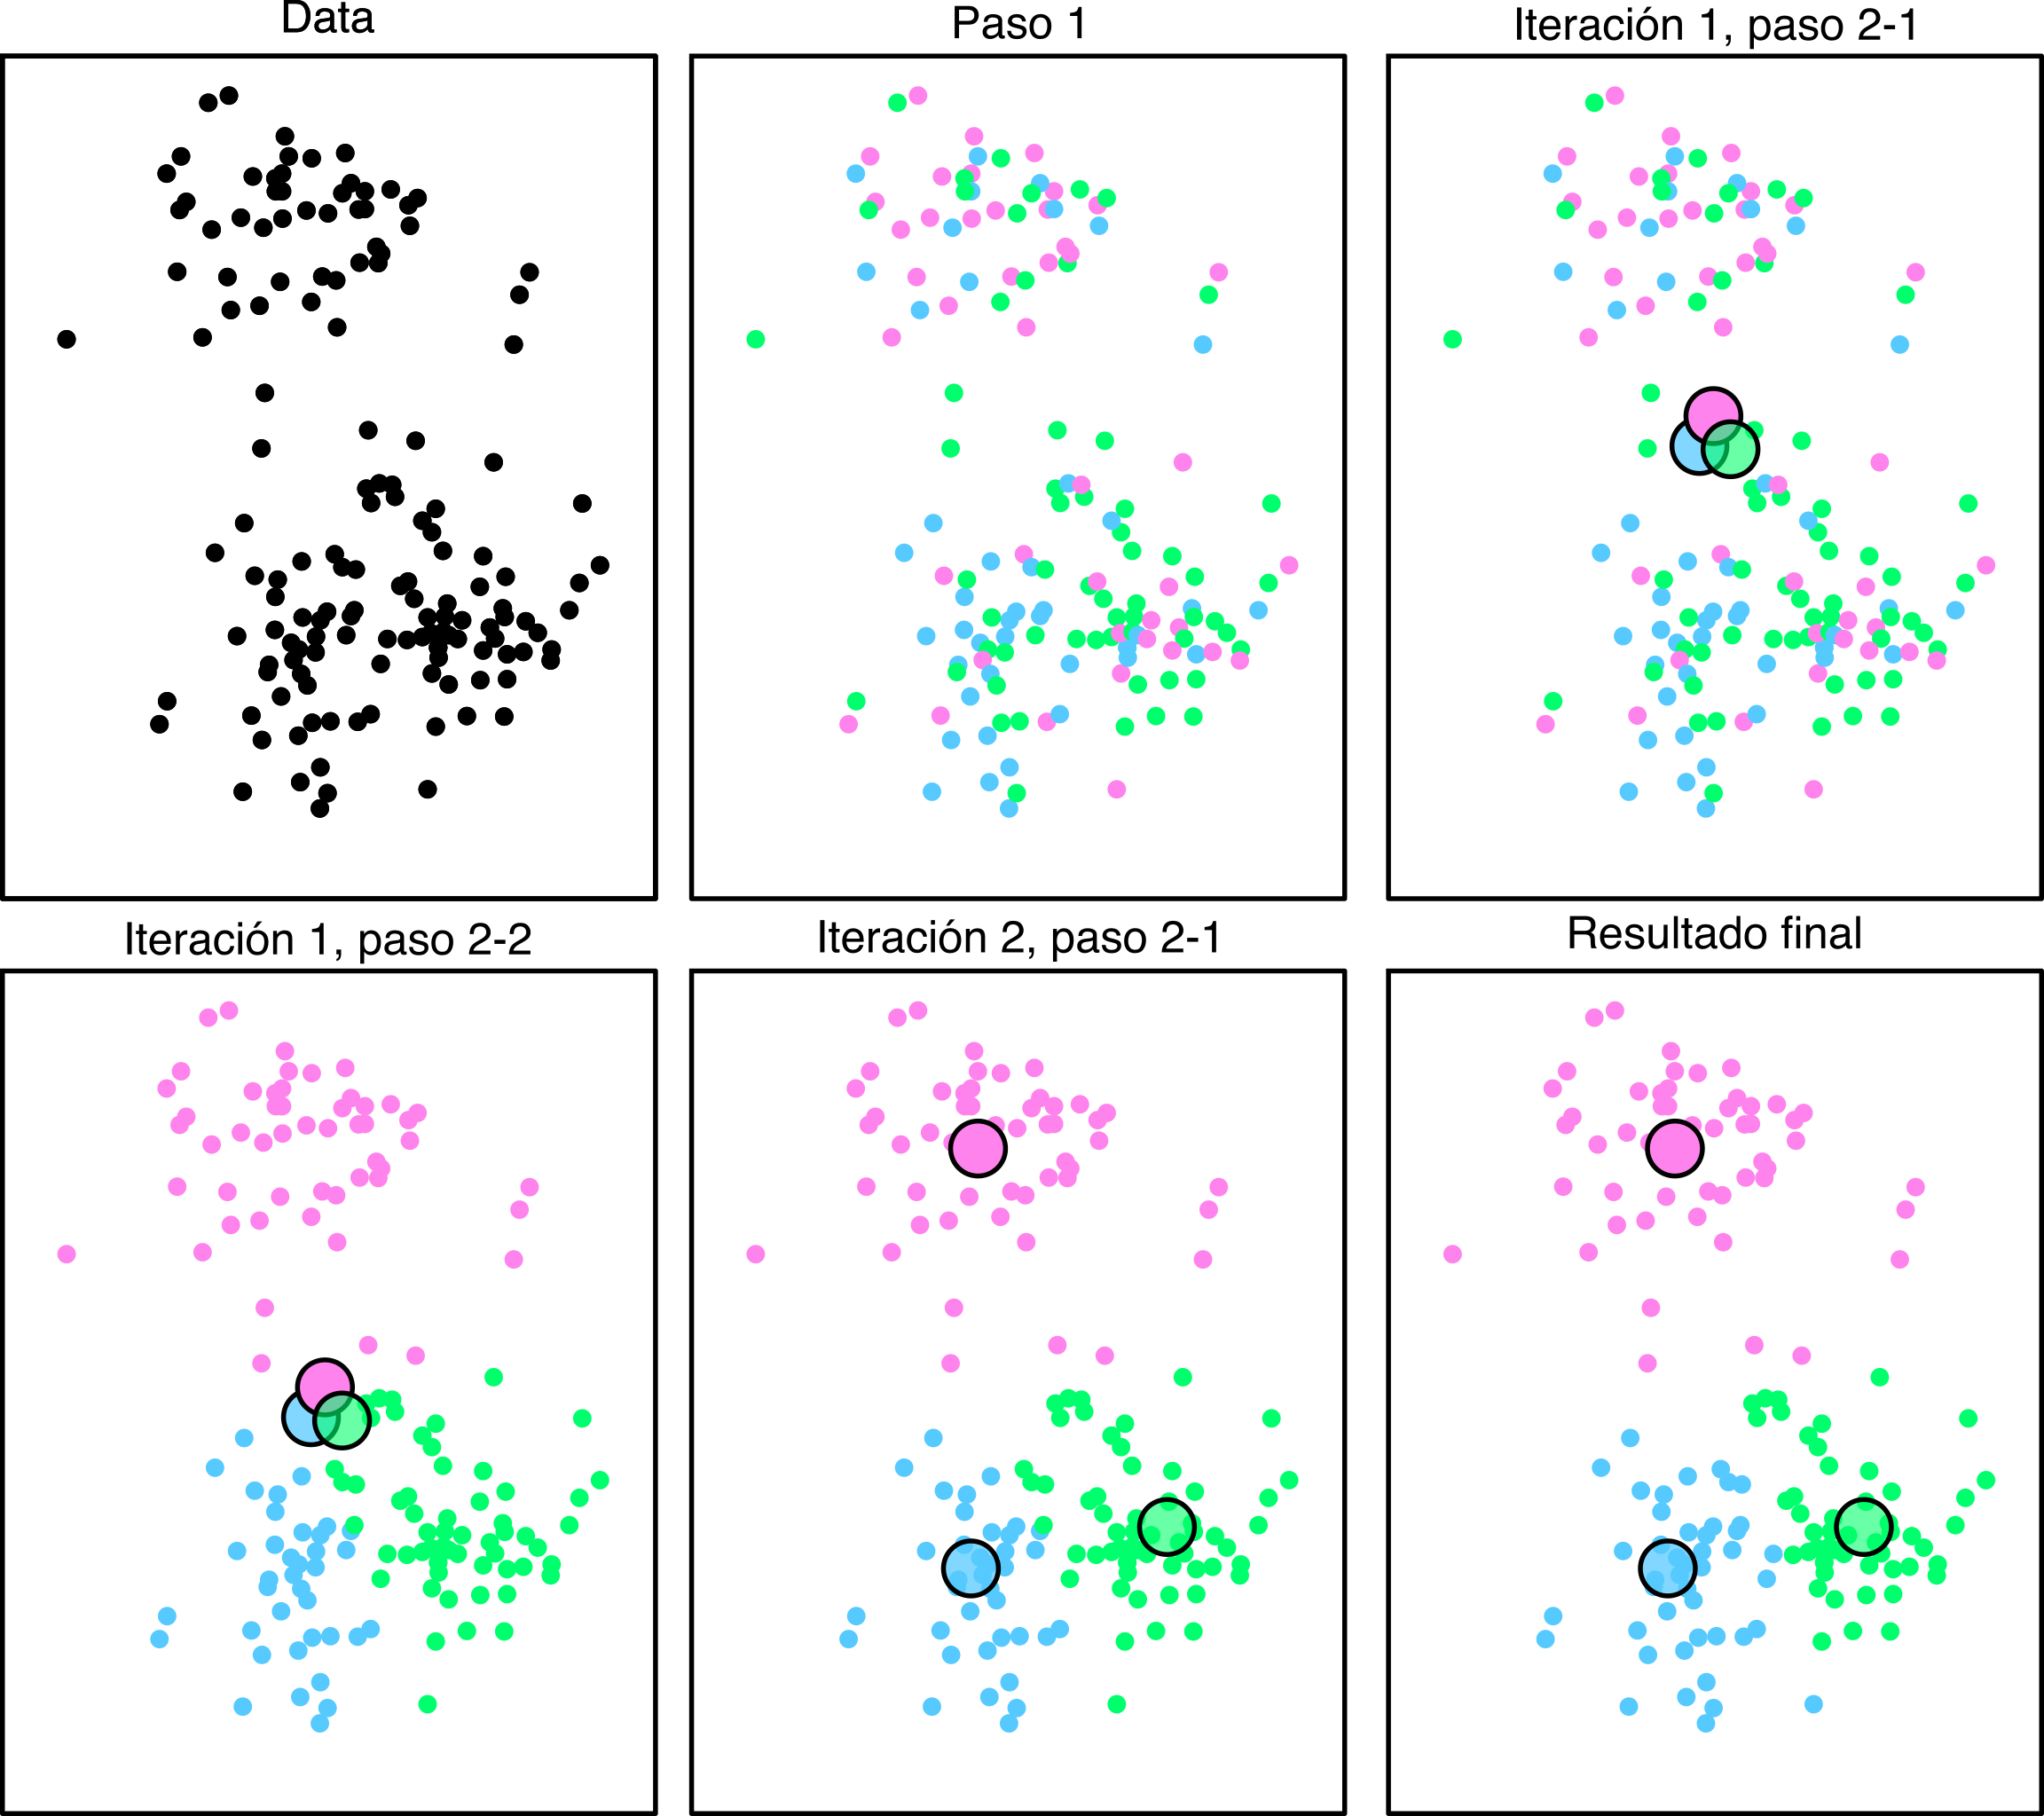 Data
Paso 1
Iteración 1, paso 2-1
Iteración 1, paso 2-2
Iteración 2, paso 2-1
Resultado final